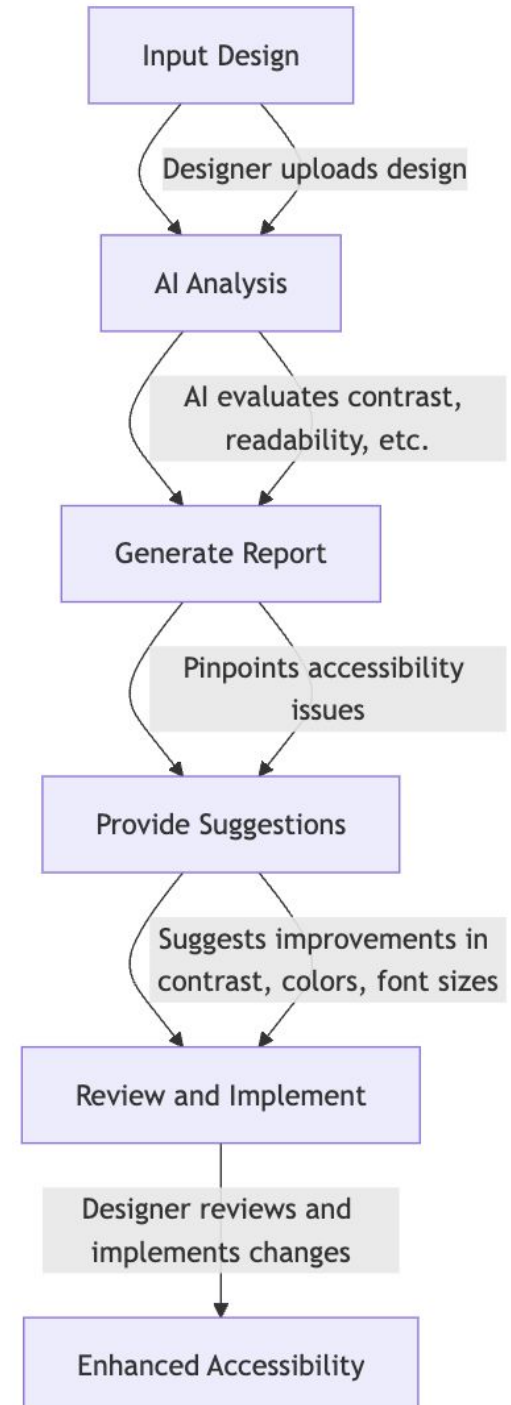 Input Design
Designer uploads design
AI Analysis
AI evaluates contrast,
readability, etc.
Generate Report
Pinpoints accessibility
issues
Provide Suggestions
Suggests improvements in
contrast, colors, font sizes
Review and Implement
Designer reviews and
implements changes
Enhanced Accessibility